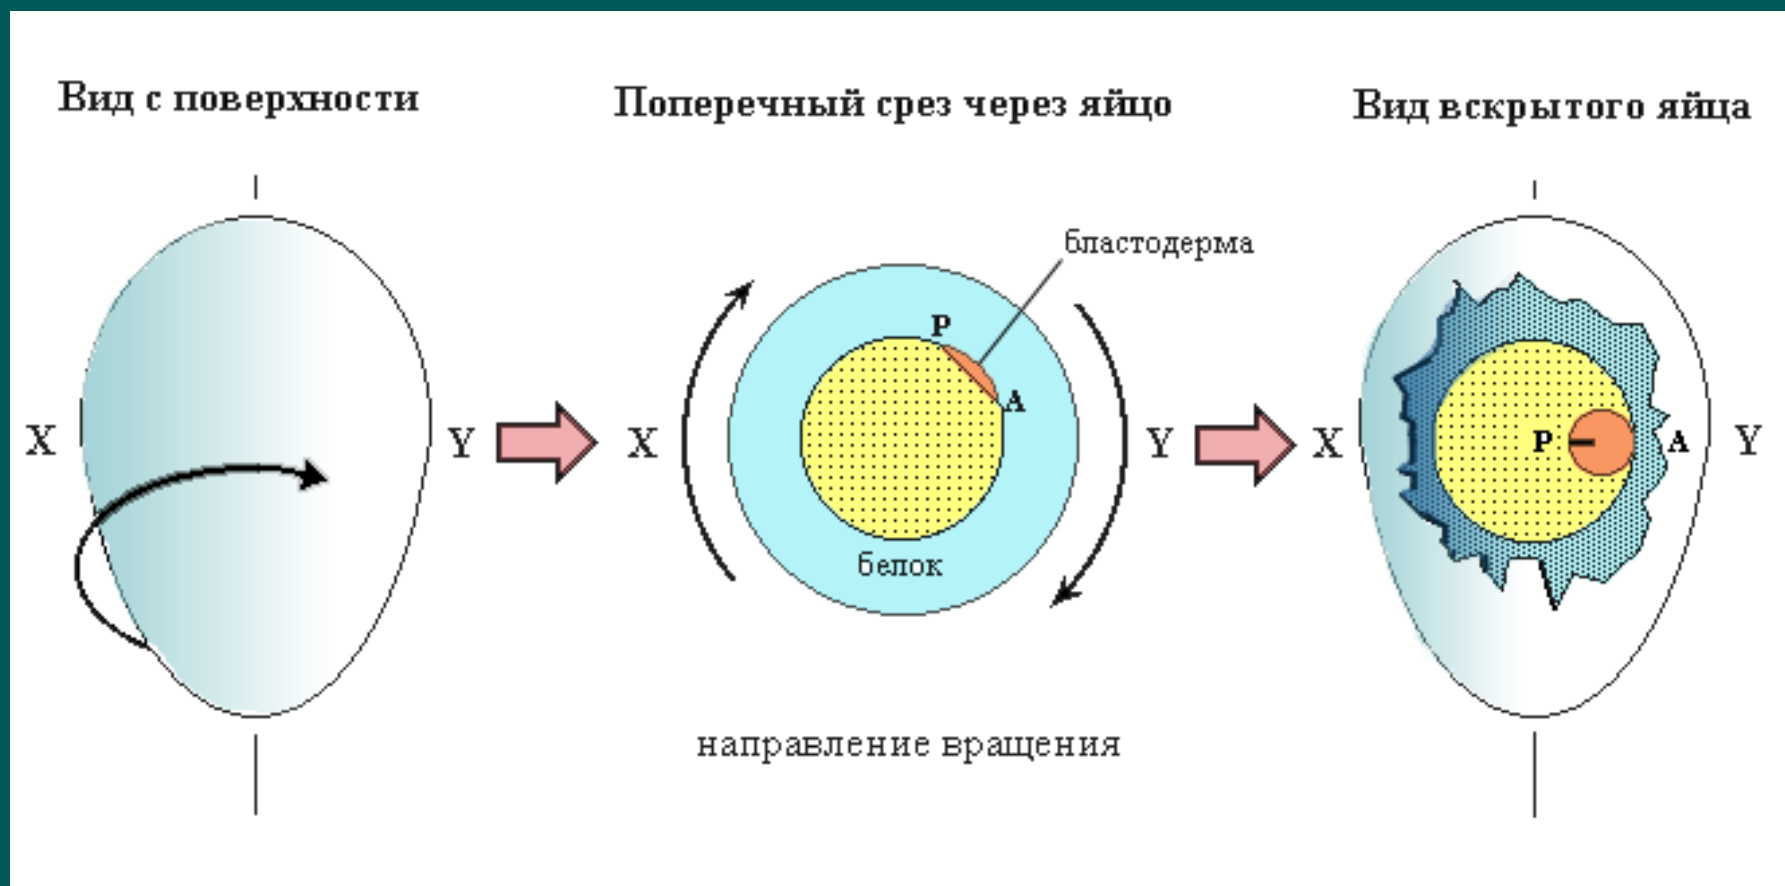 Вид с поверхности
Поперечный срез через яйцо
Вид вскрытого яйца
бластодерма
P
A
X
Y
X
Y
X
P
A
Y
белок
направление вращения